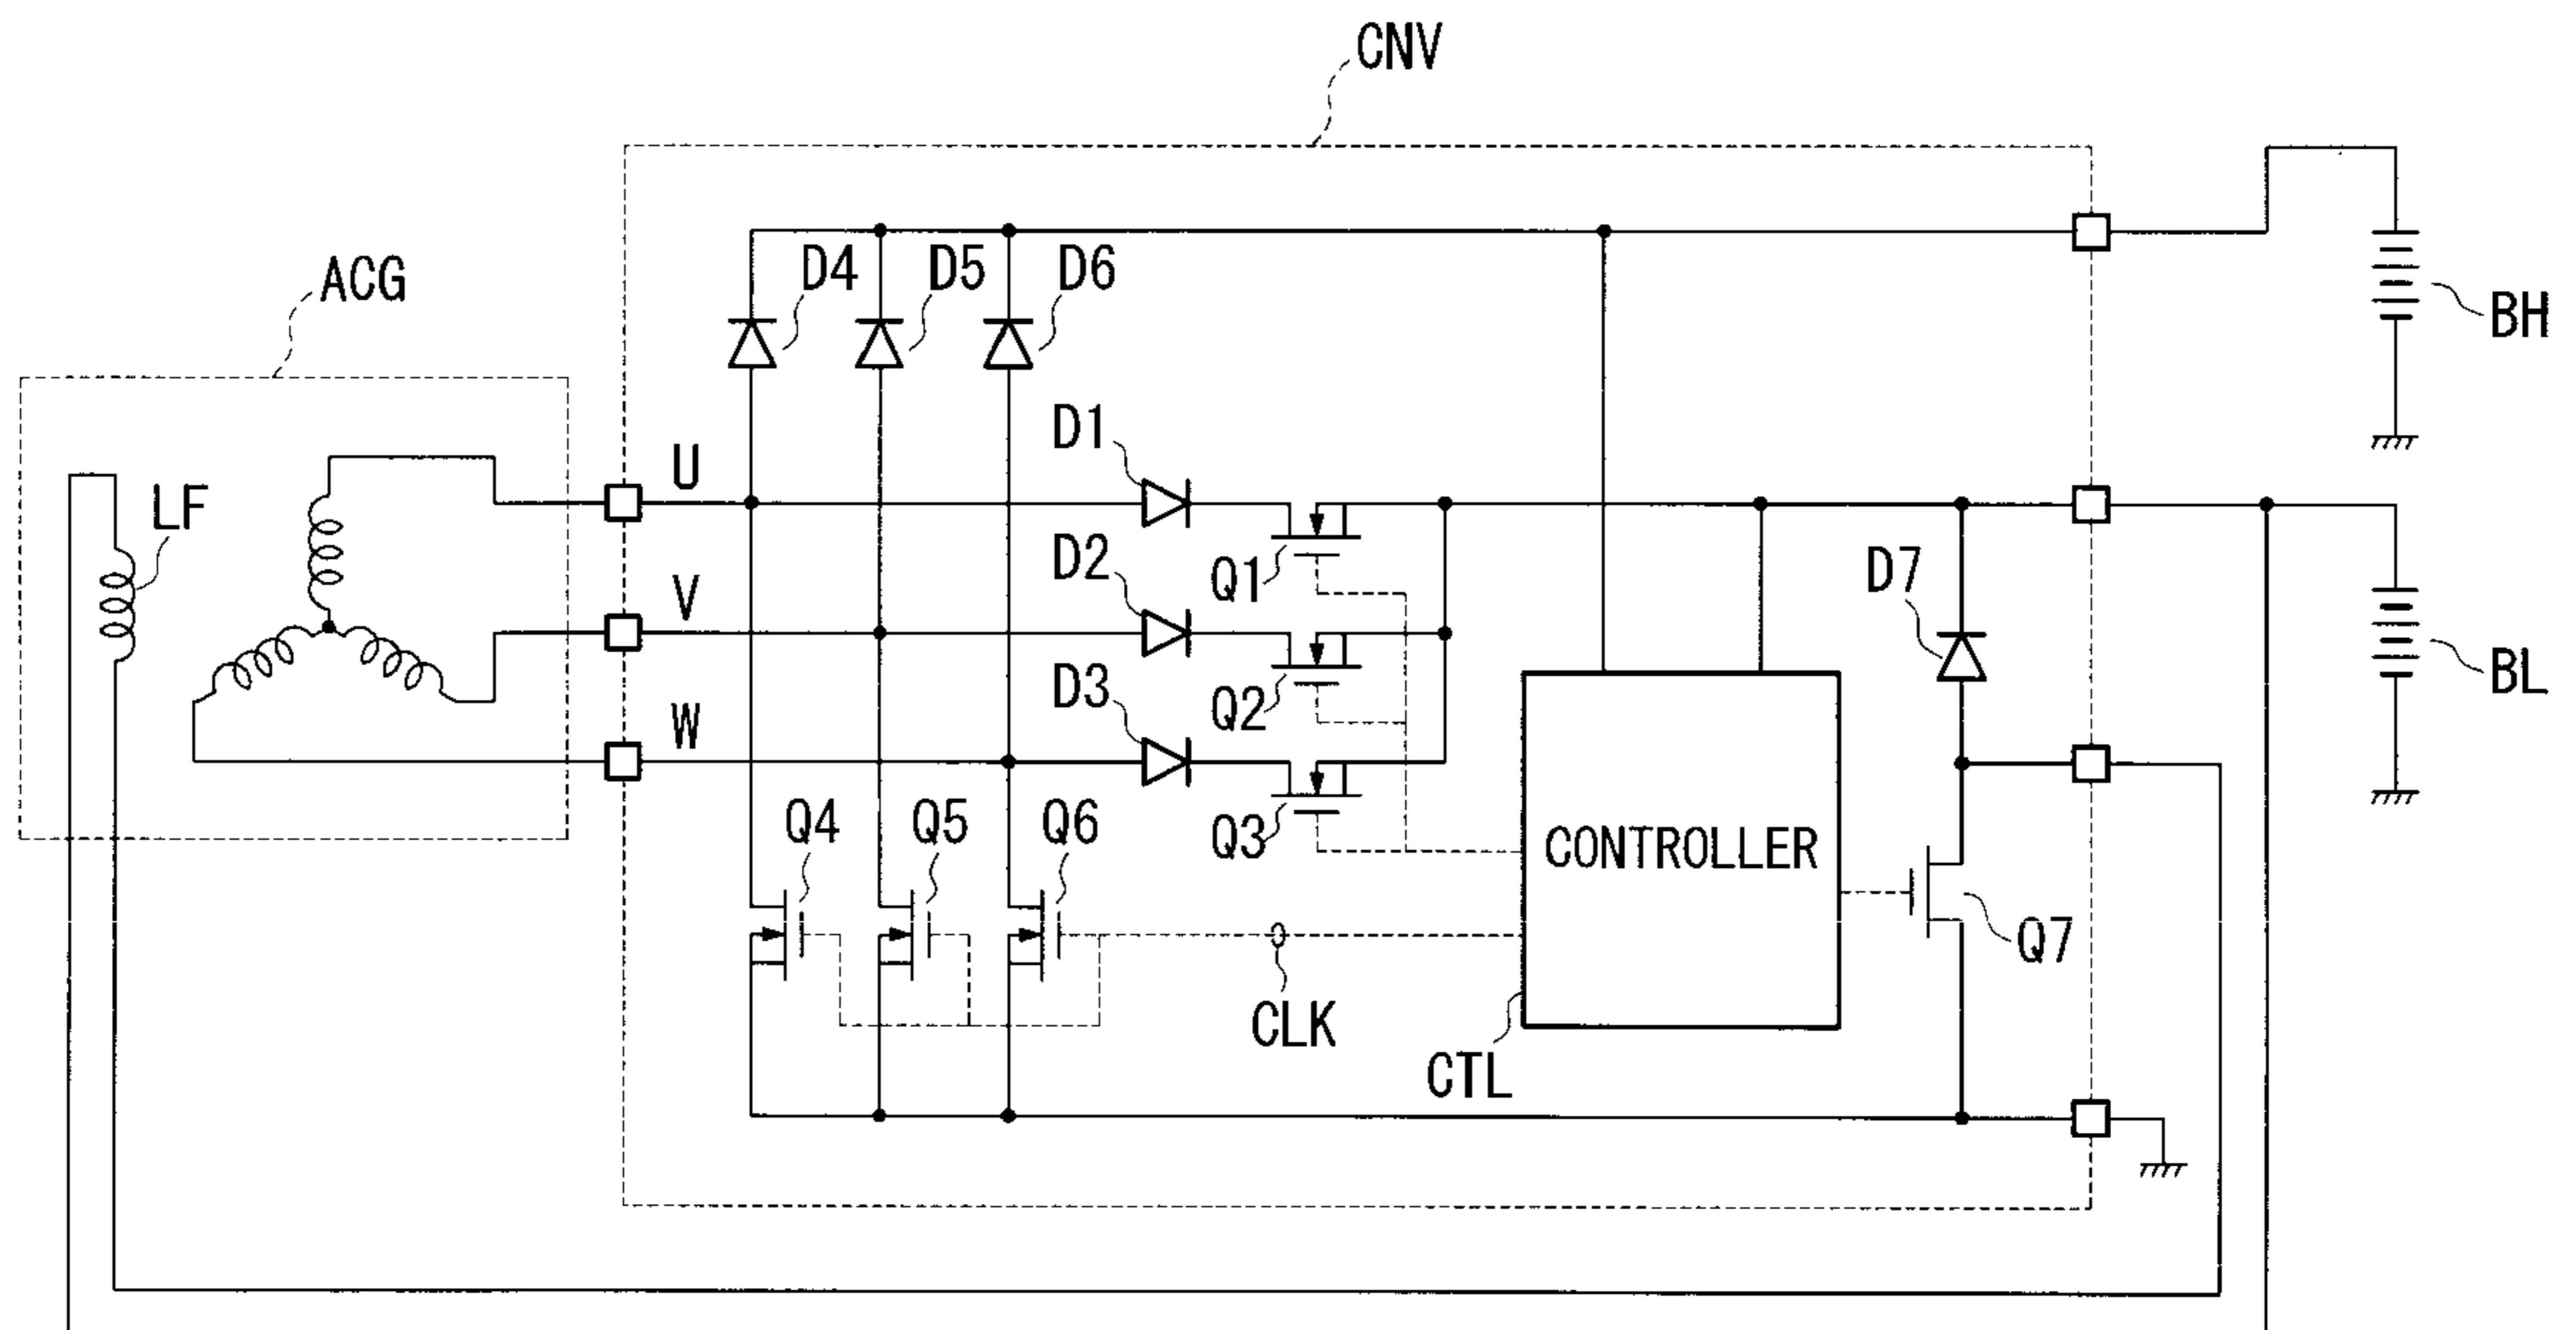 CNV
ACG
D4
D5
D6
BH
D1
U
LF
Q1
D2
D7
V
BL
Q2
D3
W
Q4
Q5
Q6
Q3
CONTROLLER
Q7
CLK
CTL